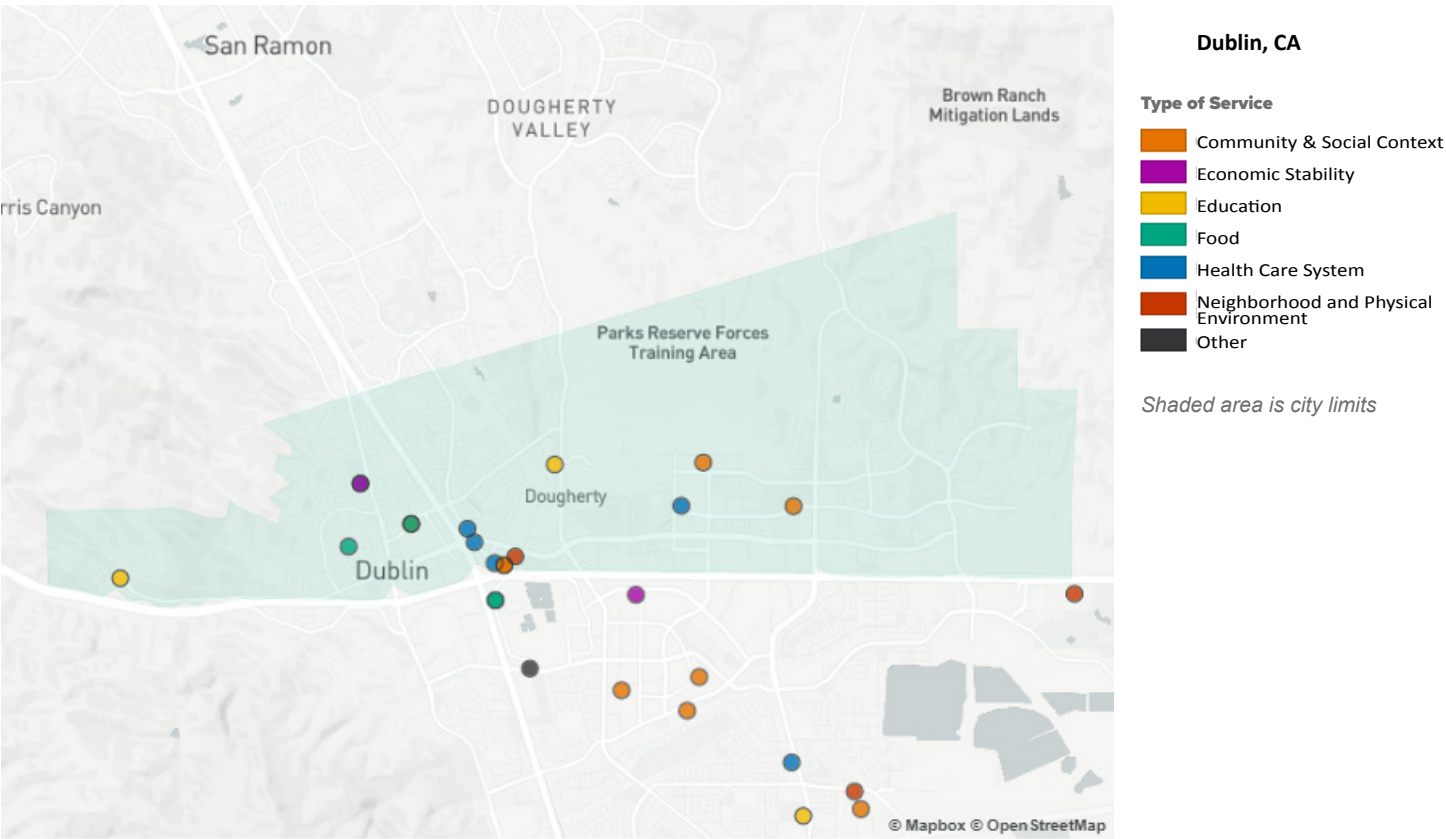 San Ramon
DOUGHERTY
VALLEY
Brown Ranch
Mitigation Lands
rris Canyon
Parks Reserve Forces
Training Area
Dougherty
Dublin
© Mapbox © OpenStreetMap
Dublin, CA
Type of Service
Community & Social Context
Economic Stability
Education
Food
Health Care System
Neighborhood and Physical
Environment
Other
Shaded area is city limits